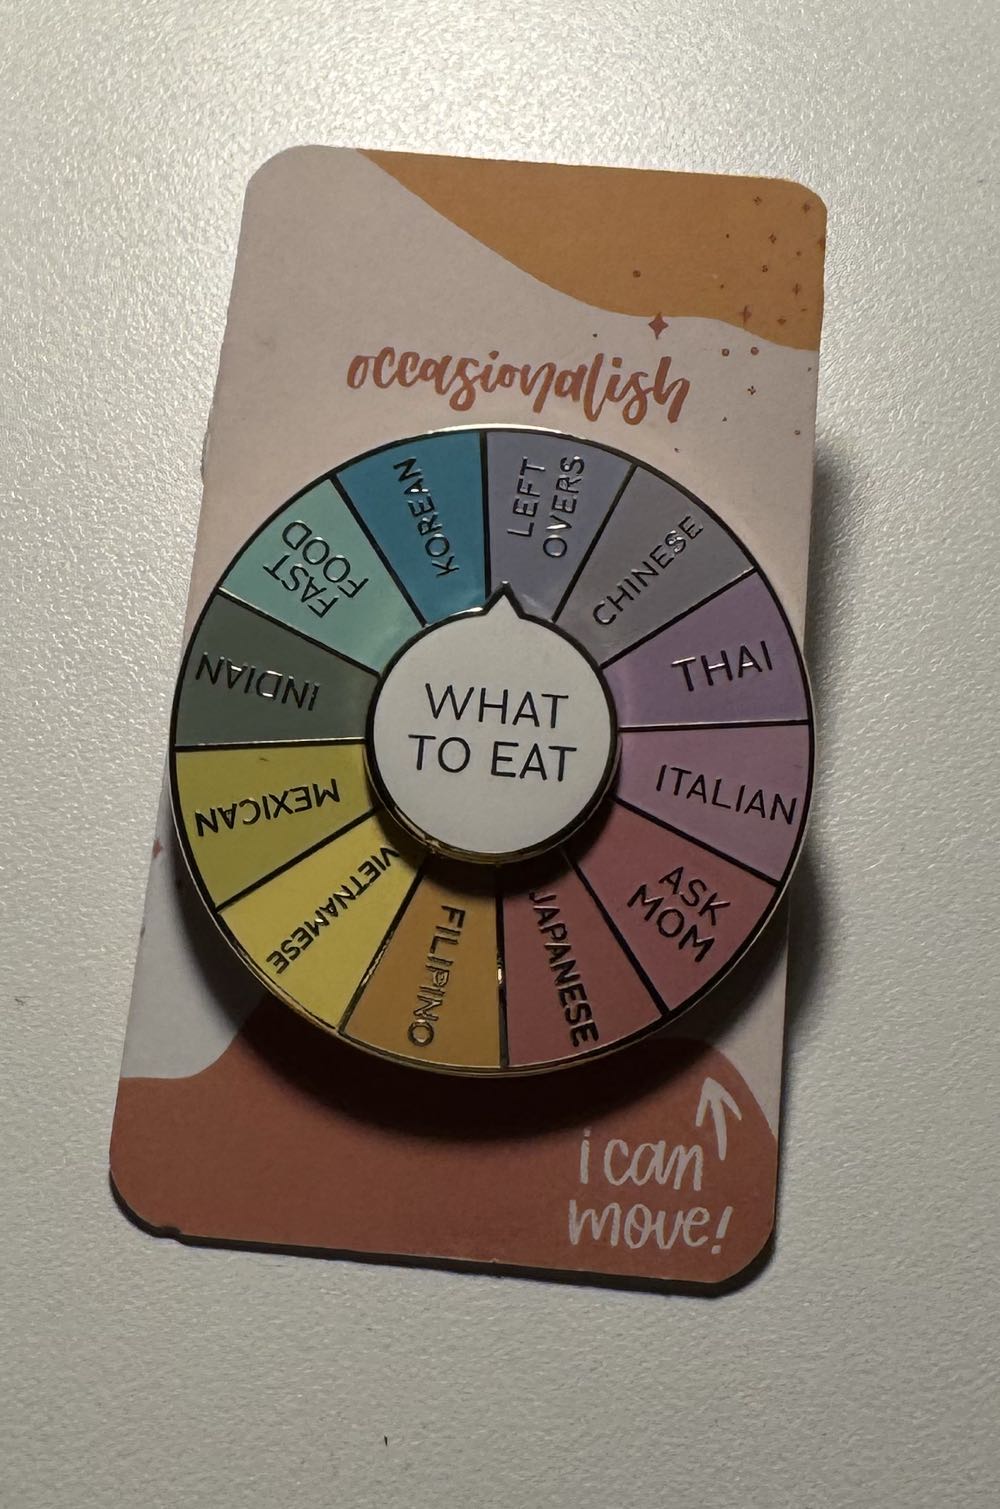 occasionalish
LEFT
OVERS
CHINESE
THAI
ITALIAN
ASK
MOM
JAPANESE
FILIPINO
VIETNAMESE
MEXICAN
INDIAN
FAST
FOOD
KOREAN
WHAT
TO EAT
i can
move!